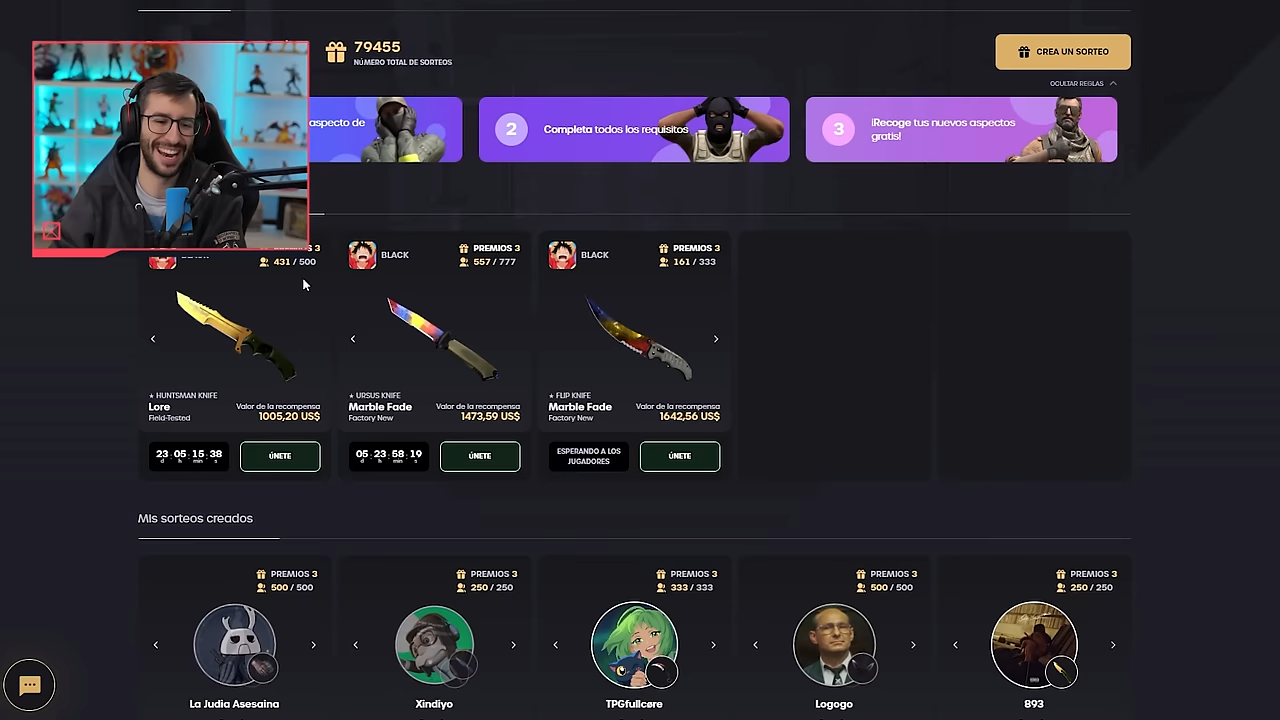 79455
NÚMERO TOTAL DE SORTEOS
CREA UN SORTEO
OCULTAR REGLAS
aspecto de
2
Completa todos los requisitos
3
¡Recoge tus nuevos aspectos
gratis!
3
431 / 500
BLACK
PREMIOS 3
557 / 777
BLACK
PREMIOS 3
161 / 333
★ HUNTSMAN KNIFE
Lore
Field-Tested
Valor de la recompensa
1005,20 US$
★ URSUS KNIFE
Marble Fade
Factory New
Valor de la recompensa
1473,59 US$
★ FLIP KNIFE
Marble Fade
Factory New
Valor de la recompensa
1642,56 US$
23 : 05 : 15 : 38
d h min s
ÚNETE
05 : 23 : 58 : 19
d h min s
ÚNETE
ESPERANDO A LOS
JUGADORES
ÚNETE
Mis sorteos creados
PREMIOS 3
500 / 500
La Judia Asesaina
PREMIOS 3
250 / 250
Xindiyo
PREMIOS 3
333 / 333
TPGfullcøre
PREMIOS 3
500 / 500
Logogo
PREMIOS 3
250 / 250
893